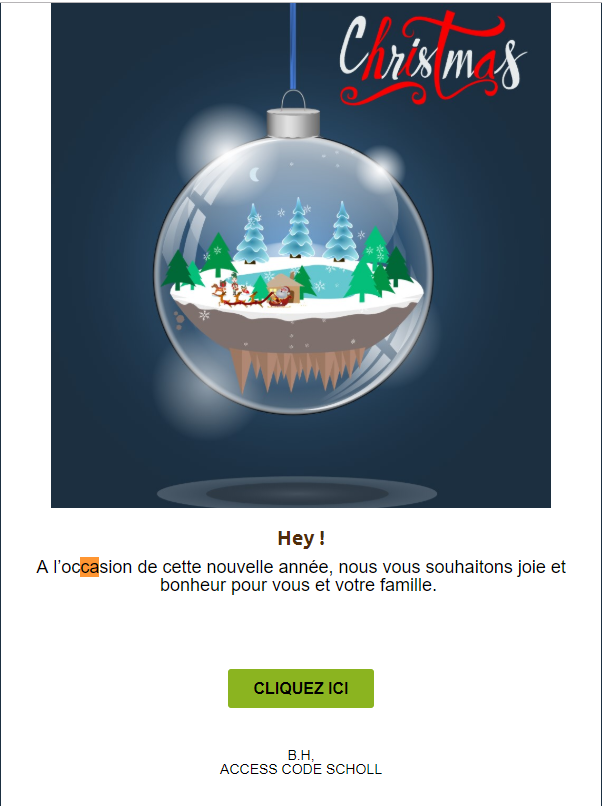 Christmas
Hey !
A l’occasion de cette nouvelle année, nous vous souhaitons joie et
bonheur pour vous et votre famille.
CLIQUEZ ICI
B.H,
ACCESS CODE SCHOLL